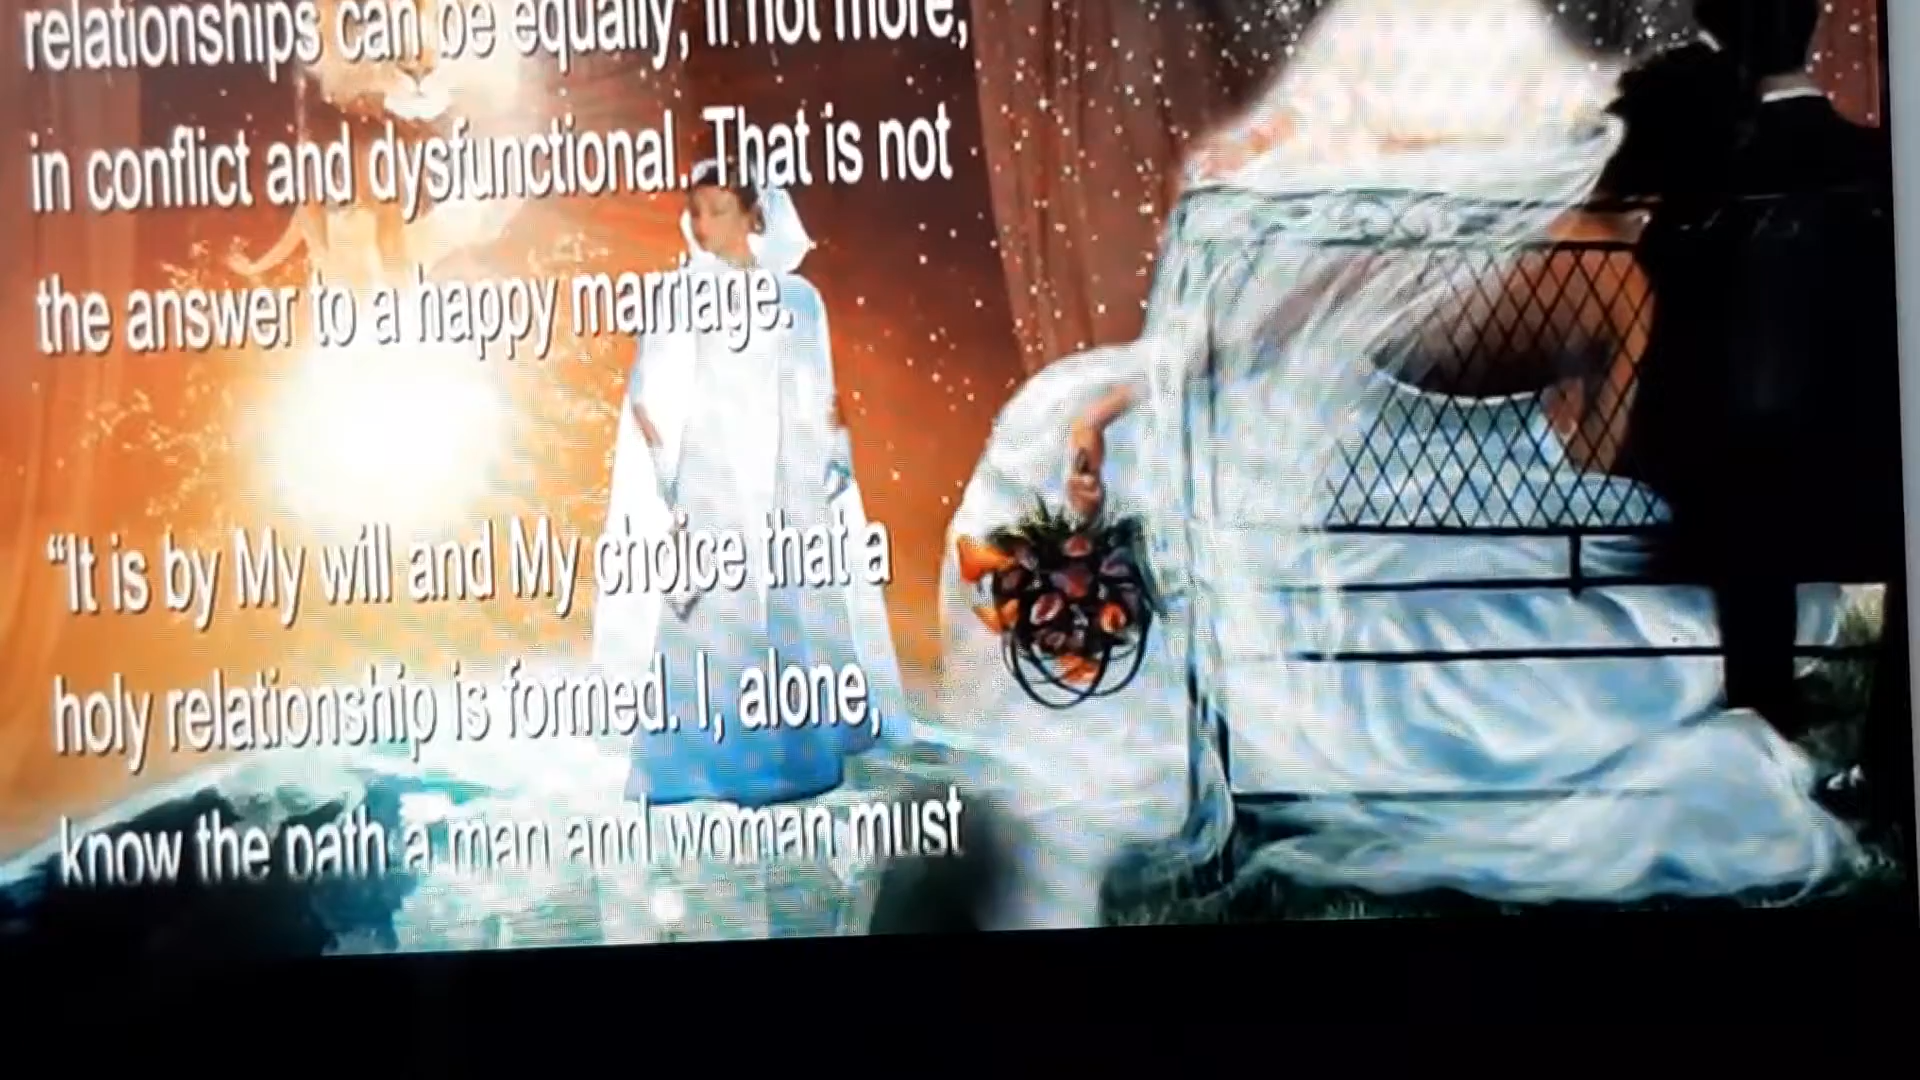 relationships can be equally, if not more,
in conflict and dysfunctional. That is not
the answer to a happy marriage.
“It is by My will and My choice that a
holy relationship is formed. I, alone,
know the path a man and woman must